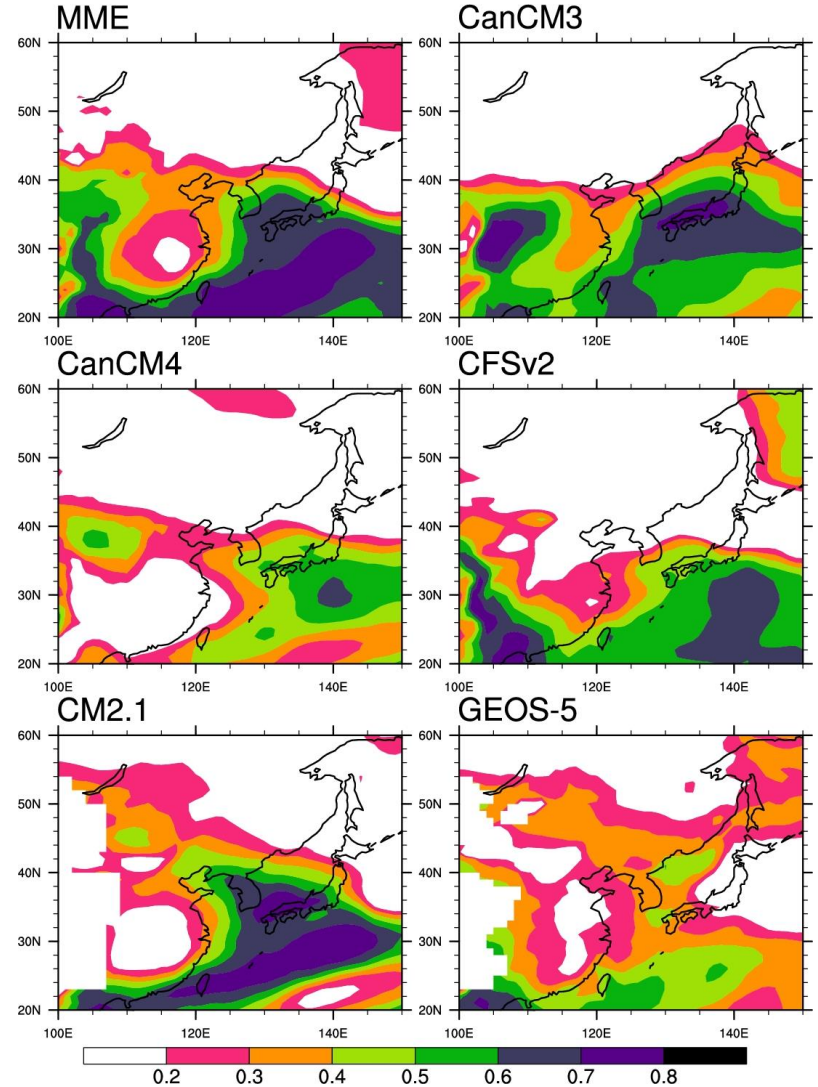 MME CanCM3
60N 60N
50N 50N
40N 40N
30N 30N
20N 20N
100E 120E 140E 100E 120E 140E
CanCM4 CFSv2
60N 60N
50N 50N
40N 40N
30N 30N
20N 20N
100E 120E 140E 100E 120E 140E
CM2.1 GEOS-5
60N 60N
50N 50N
40N 40N
30N 30N
20N 20N
100E 120E 140E 100E 120E 140E
0.2 0.3 0.4 0.5 0.6 0.7 0.8